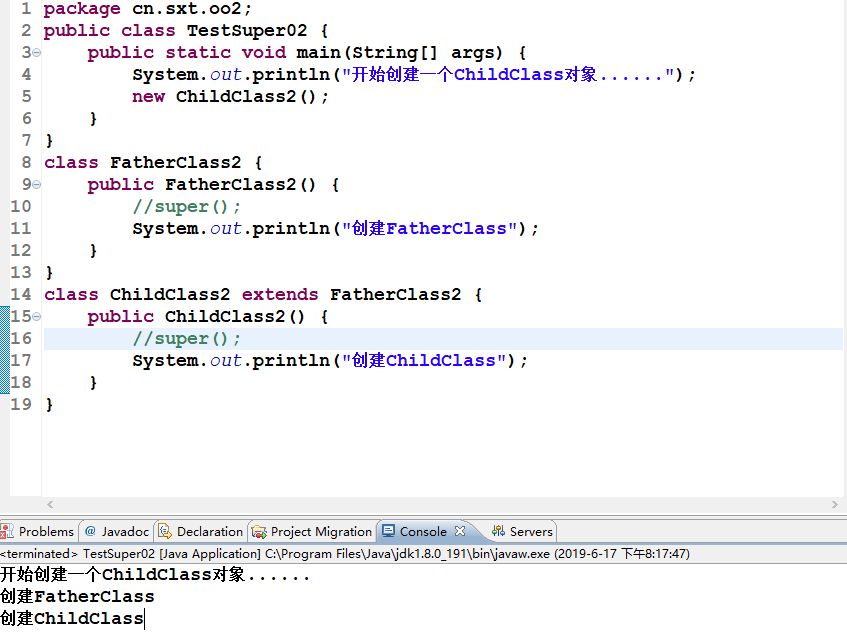 1 package cn.sxt.oo2;
2 public class TestSuper02 {
3 public static void main(String[] args) {
4 System.out.println("开始创建一个ChildClass对象......");
5 new ChildClass2();
6 }
7 }
8 class FatherClass2 {
9 public FatherClass2() {
10 //super();
11 System.out.println("创建FatherClass");
12 }
13 }
14 class ChildClass2 extends FatherClass2 {
15 public ChildClass2() {
16 //super();
17 System.out.println("创建ChildClass");
18 }
19 }
Problems @ Javadoc Declaration Project Migration Console Servers
<terminated> TestSuper02 [Java Application] C:\Program Files\Java\jdk1.8.0_191\bin\javaw.exe (2019-6-17 下午8:17:47)
开始创建一个ChildClass对象......
创建FatherClass
创建ChildClass